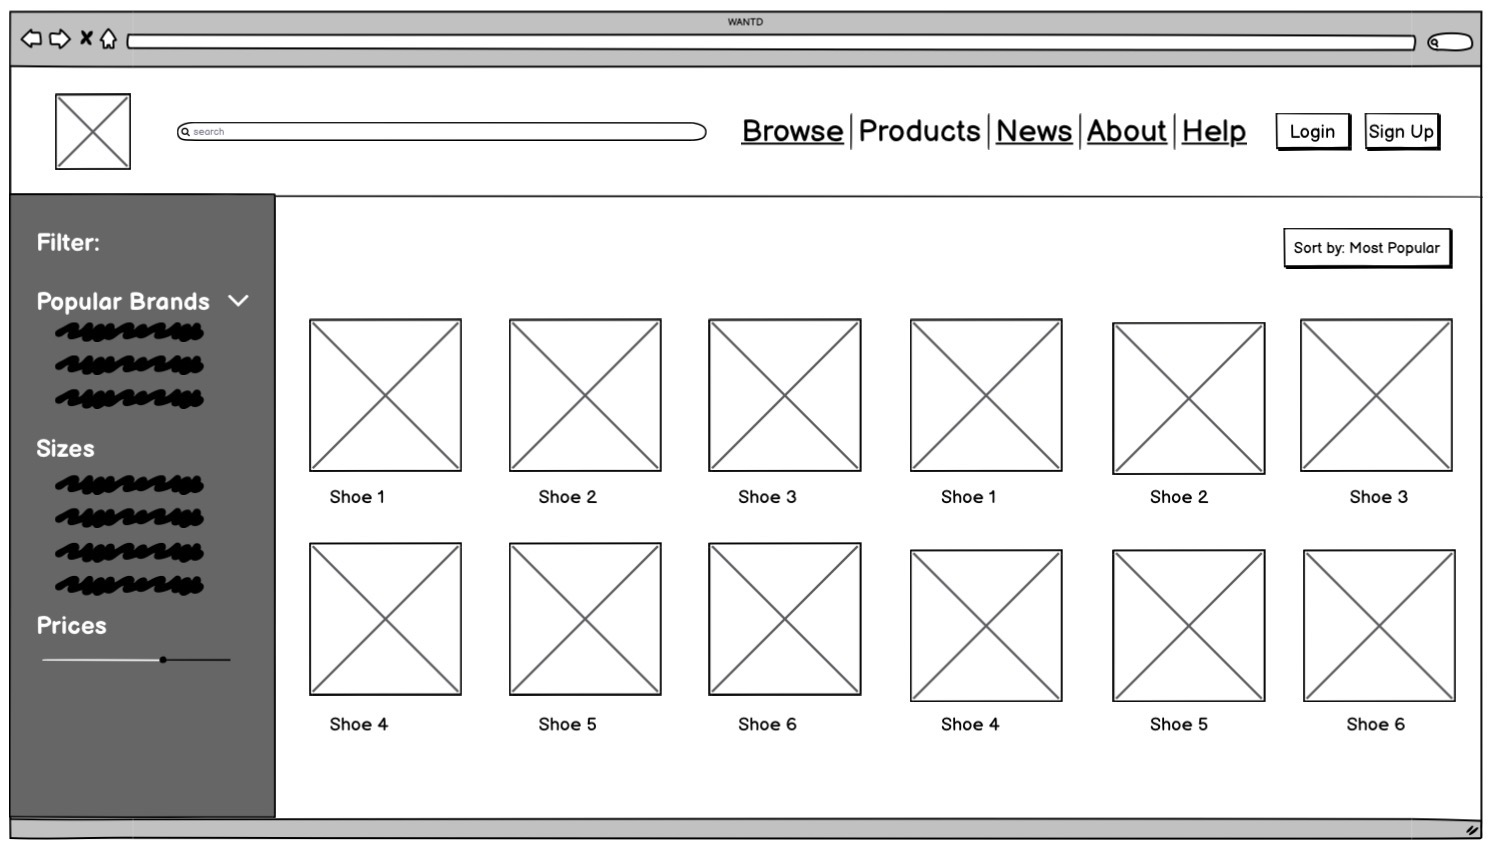 WANTD
search
Browse Products News About Help Login Sign Up
Filter:
Sort by: Most Popular
Popular Brands
Sizes
Prices
Shoe 1 Shoe 2 Shoe 3 Shoe 1 Shoe 2 Shoe 3
Shoe 4 Shoe 5 Shoe 6 Shoe 4 Shoe 5 Shoe 6